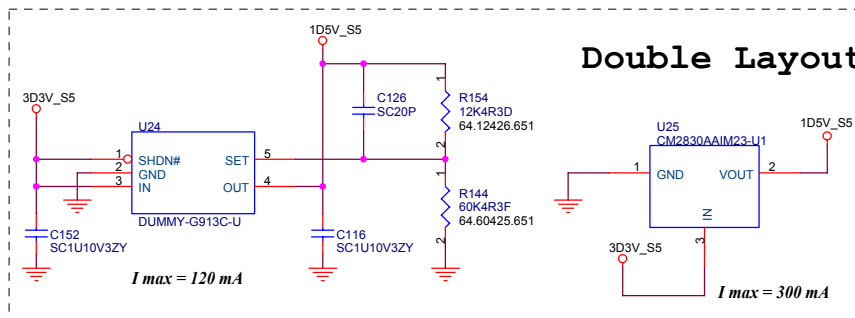 1D5V_S5
Double Layout
3D3V_S5
C126
SC20P
R154
12K4R3D
64.12426.651
1
2
U24
1
2
3
SHDN#
GND
IN
SET
OUT
5
4
DUMMY-G913C-U
1
2
R144
60K4R3F
64.60425.651
C152
SC1U10V3ZY
C116
SC1U10V3ZY
I max = 120 mA
U25
CM2830AAIM23-U1
1D5V_S5
1
GND
VOUT
2
IN
3
3D3V_S5
I max = 300 mA